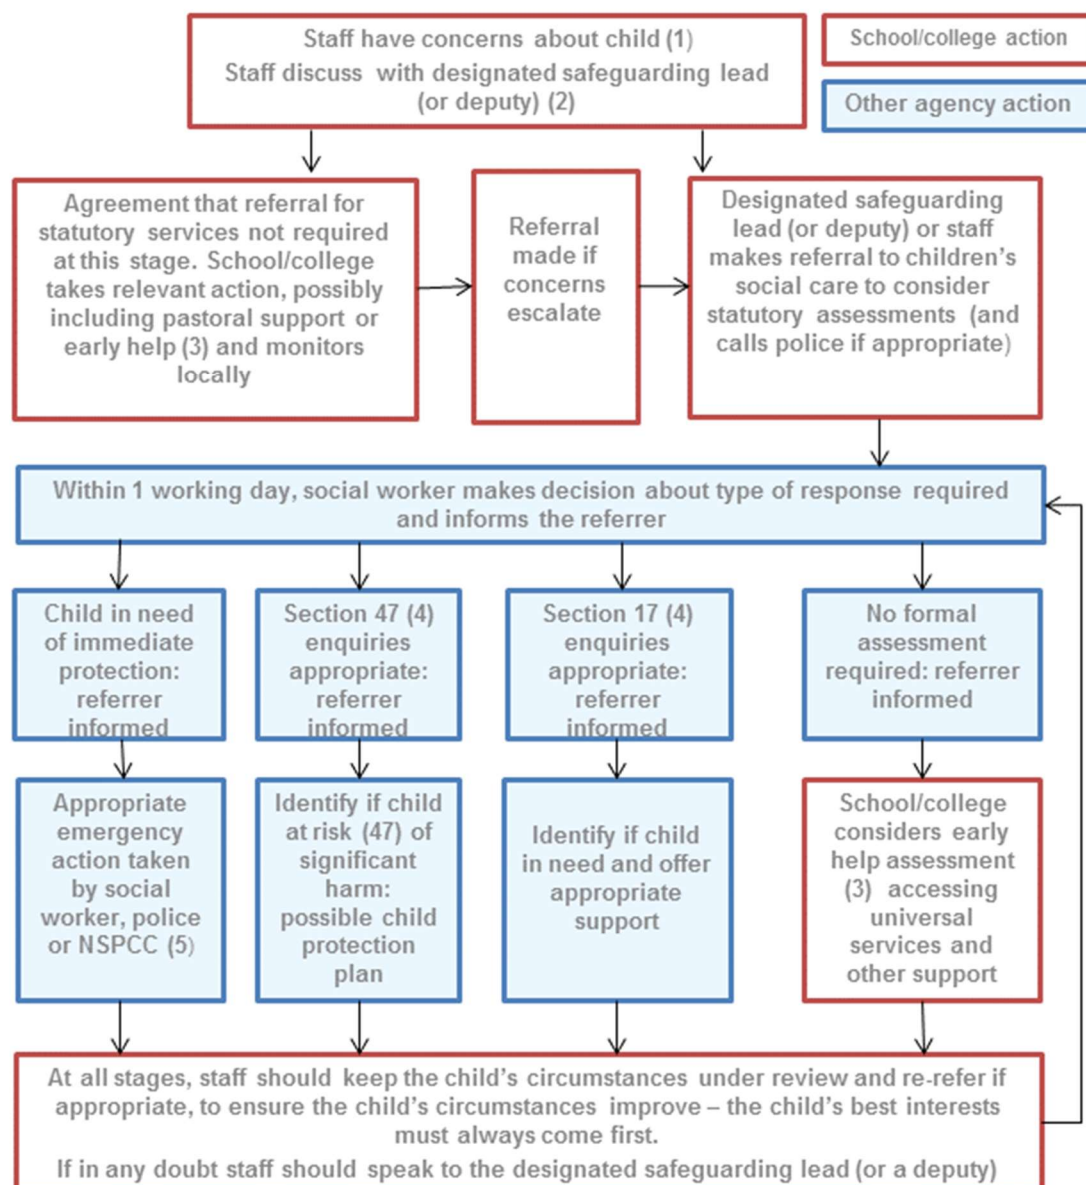 Staff have concerns about child (1)
Staff discuss with designated safeguarding lead
(or deputy) (2)
School/college action
Other agency action
Agreement that referral for
statutory services not required
at this stage. School/college
takes relevant action, possibly
including pastoral support or
early help (3) and monitors
locally
Referral
made if
concerns
escalate
Designated safeguarding
lead (or deputy) or staff
makes referral to children's
social care to consider
statutory assessments (and
calls police if appropriate)
Within 1 working day, social worker makes decision about type of response required
and informs the referrer
Child in need
of immediate
protection:
referrer
informed
Section 47 (4)
enquiries
appropriate:
referrer
informed
Section 17 (4)
enquiries
appropriate:
referrer
informed
No formal
assessment
required: referrer
informed
Appropriate
emergency
action taken
by social
worker, police
or NSPCC (5)
Identify if child
at risk (47) of
significant
harm:
possible child
protection
plan
Identify if child
in need and offer
appropriate
support
School/college
considers early
help assessment
(3) accessing
universal
services and
other support
At all stages, staff should keep the child's circumstances under review and re-refer if
appropriate, to ensure the child's circumstances improve – the child's best interests
must always come first.
If in any doubt staff should speak to the designated safeguarding lead (or a deputy)